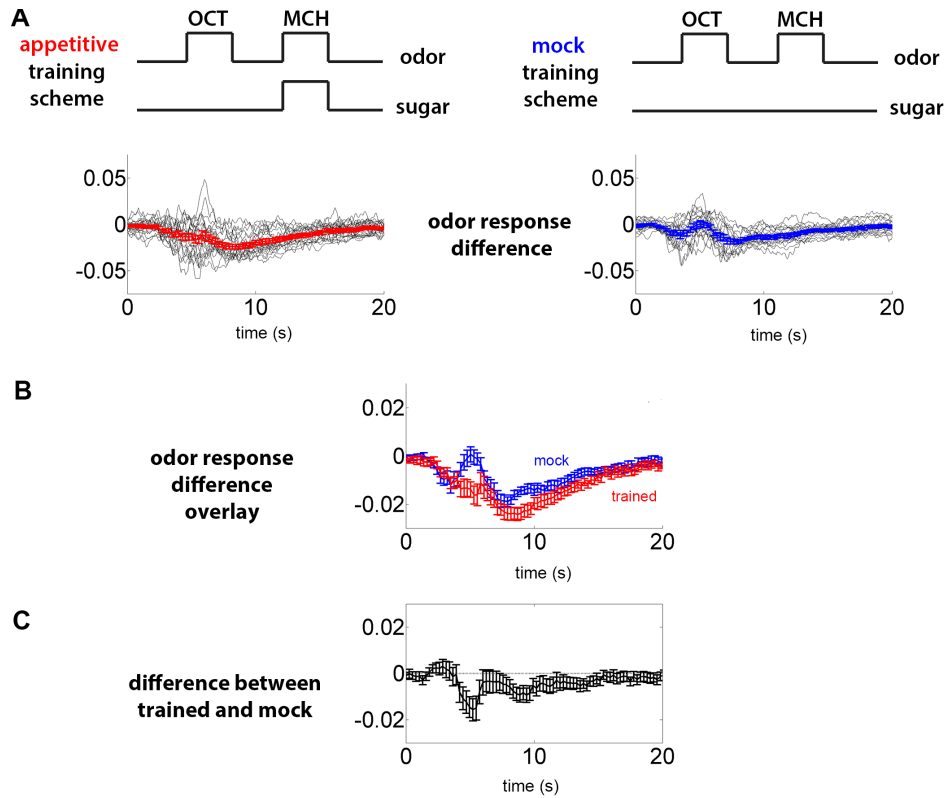 A
OCT MCH
appetitive
training
scheme
odor
sugar
OCT MCH
mock
training
scheme
odor
sugar
0.05
0
-0.05
0 10 20
time (s)
odor response
difference
0.05
0
-0.05
0 10 20
time (s)
B
odor response
difference
overlay
0.02
0
-0.02
mock
trained
0 10 20
time (s)
C
difference between
trained and mock
0.02
0
-0.02
0 10 20
time (s)